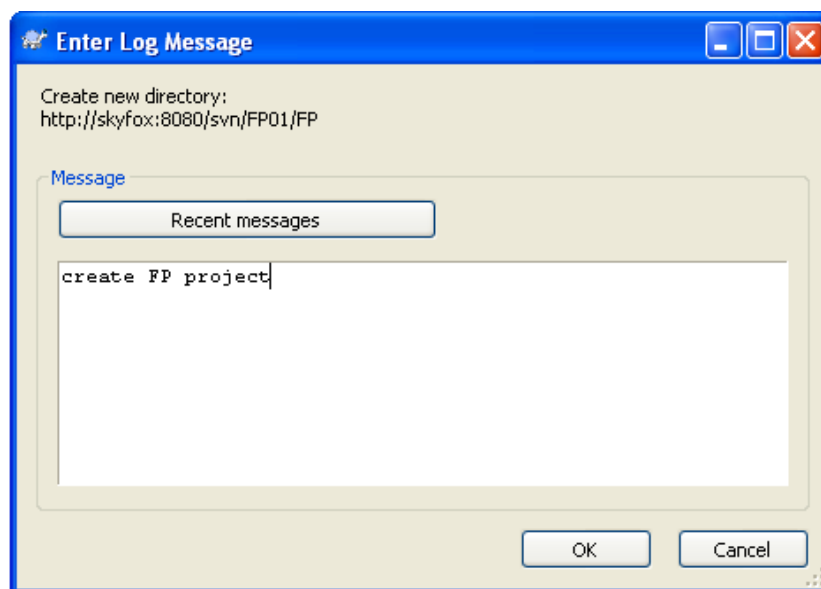 Enter Log Message
Create new directory:
http://skyfox:8080/svn/FP01/FP
Message
Recent messages
create FP project
OK
Cancel